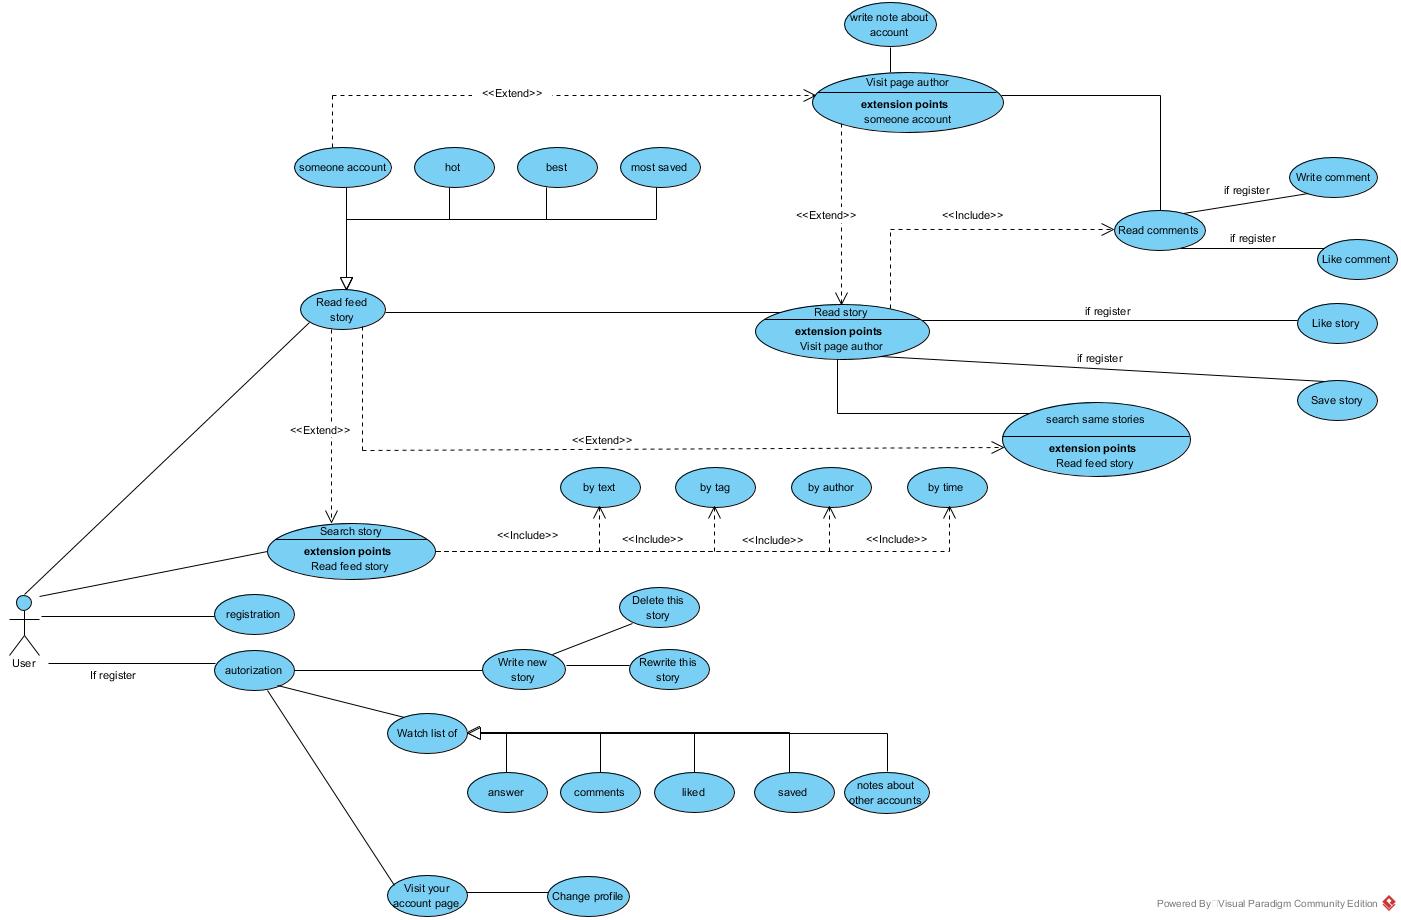 write note about
account
Visit page author
extension points
someone account
<<Extend>>
someone account
hot
best
most saved
Write comment
if register
<<Extend>>
<<Include>>
Read comments
if register
Like comment
Read feed
story
Read story
extension points
Visit page author
if register
Like story
if register
Save story
<<Extend>>
<<Extend>>
search same stories
extension points
Read feed story
by text
by tag
by author
by time
Search story
extension points
Read feed story
<<Include>>
<<Include>>
<<Include>>
<<Include>>
registration
Delete this
story
User
If register
autorization
Write new
story
Rewrite this
story
Watch list of
answer
comments
liked
saved
notes about
other accounts
Visit your
account page
Change profile
Powered By Visual Paradigm Community Edition